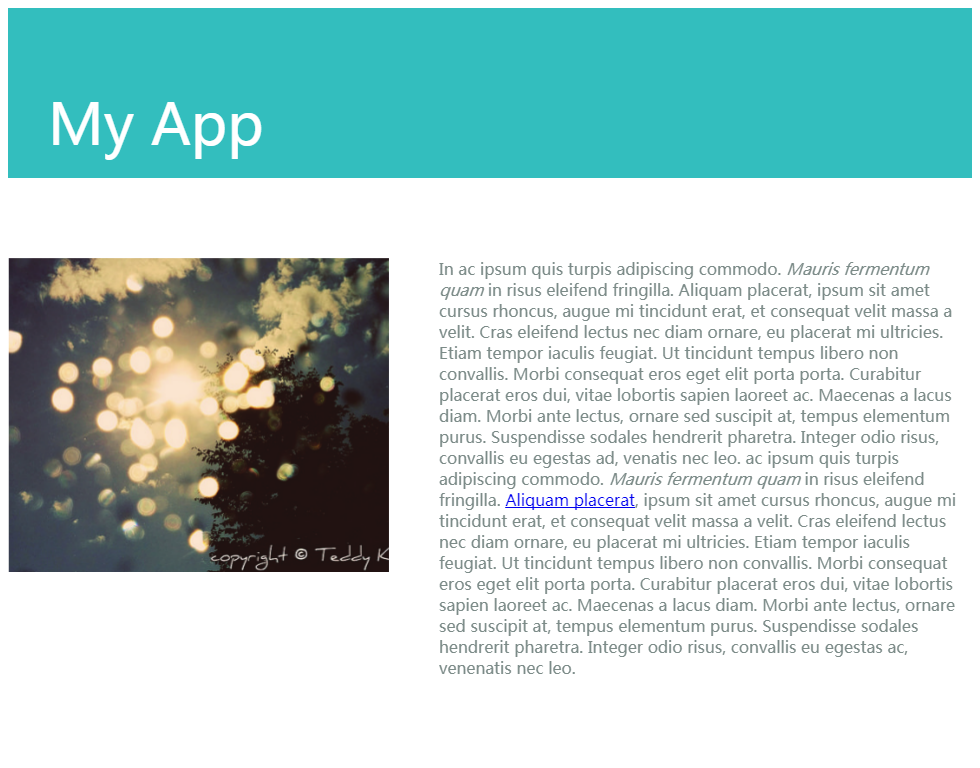 My App
In ac ipsum quis turpis adipiscing commodo. Mauris fermentum
quam in risus eleifend fringilla. Aliquam placerat, ipsum sit amet
cursus rhoncus, augue mi tincidunt erat, et consequat velit massa a
velit. Cras eleifend lectus nec diam ornare, eu placerat mi ultricies.
Etiam tempor iaculis feugiat. Ut tincidunt tempus libero non
convallis. Morbi consequat eros eget elit porta porta. Curabitur
placerat eros dui, vitae lobortis sapien laoreet ac. Maecenas a lacus
diam. Morbi ante lectus, ornare sed suscipit at, tempus elementum
purus. Suspendisse sodales hendrerit pharetra. Integer odio risus,
convallis eu egestas ad, venatis nec leo. ac ipsum quis turpis
adipiscing commodo. Mauris fermentum quam in risus eleifend
fringilla. Aliquam placerat, ipsum sit amet cursus rhoncus, augue mi
tincidunt erat, et consequat velit massa a velit. Cras eleifend lectus
nec diam ornare, eu placerat mi ultricies. Etiam tempor iaculis
feugiat. Ut tincidunt tempus libero non convallis. Morbi consequat
eros eget elit porta porta. Curabitur placerat eros dui, vitae lobortis
sapien laoreet ac. Maecenas a lacus diam. Morbi ante lectus, ornare
sed suscipit at, tempus elementum purus. Suspendisse sodales
hendrerit pharetra. Integer odio risus, convallis eu egestas ac,
venenatis nec leo.
copyright © Teddy K